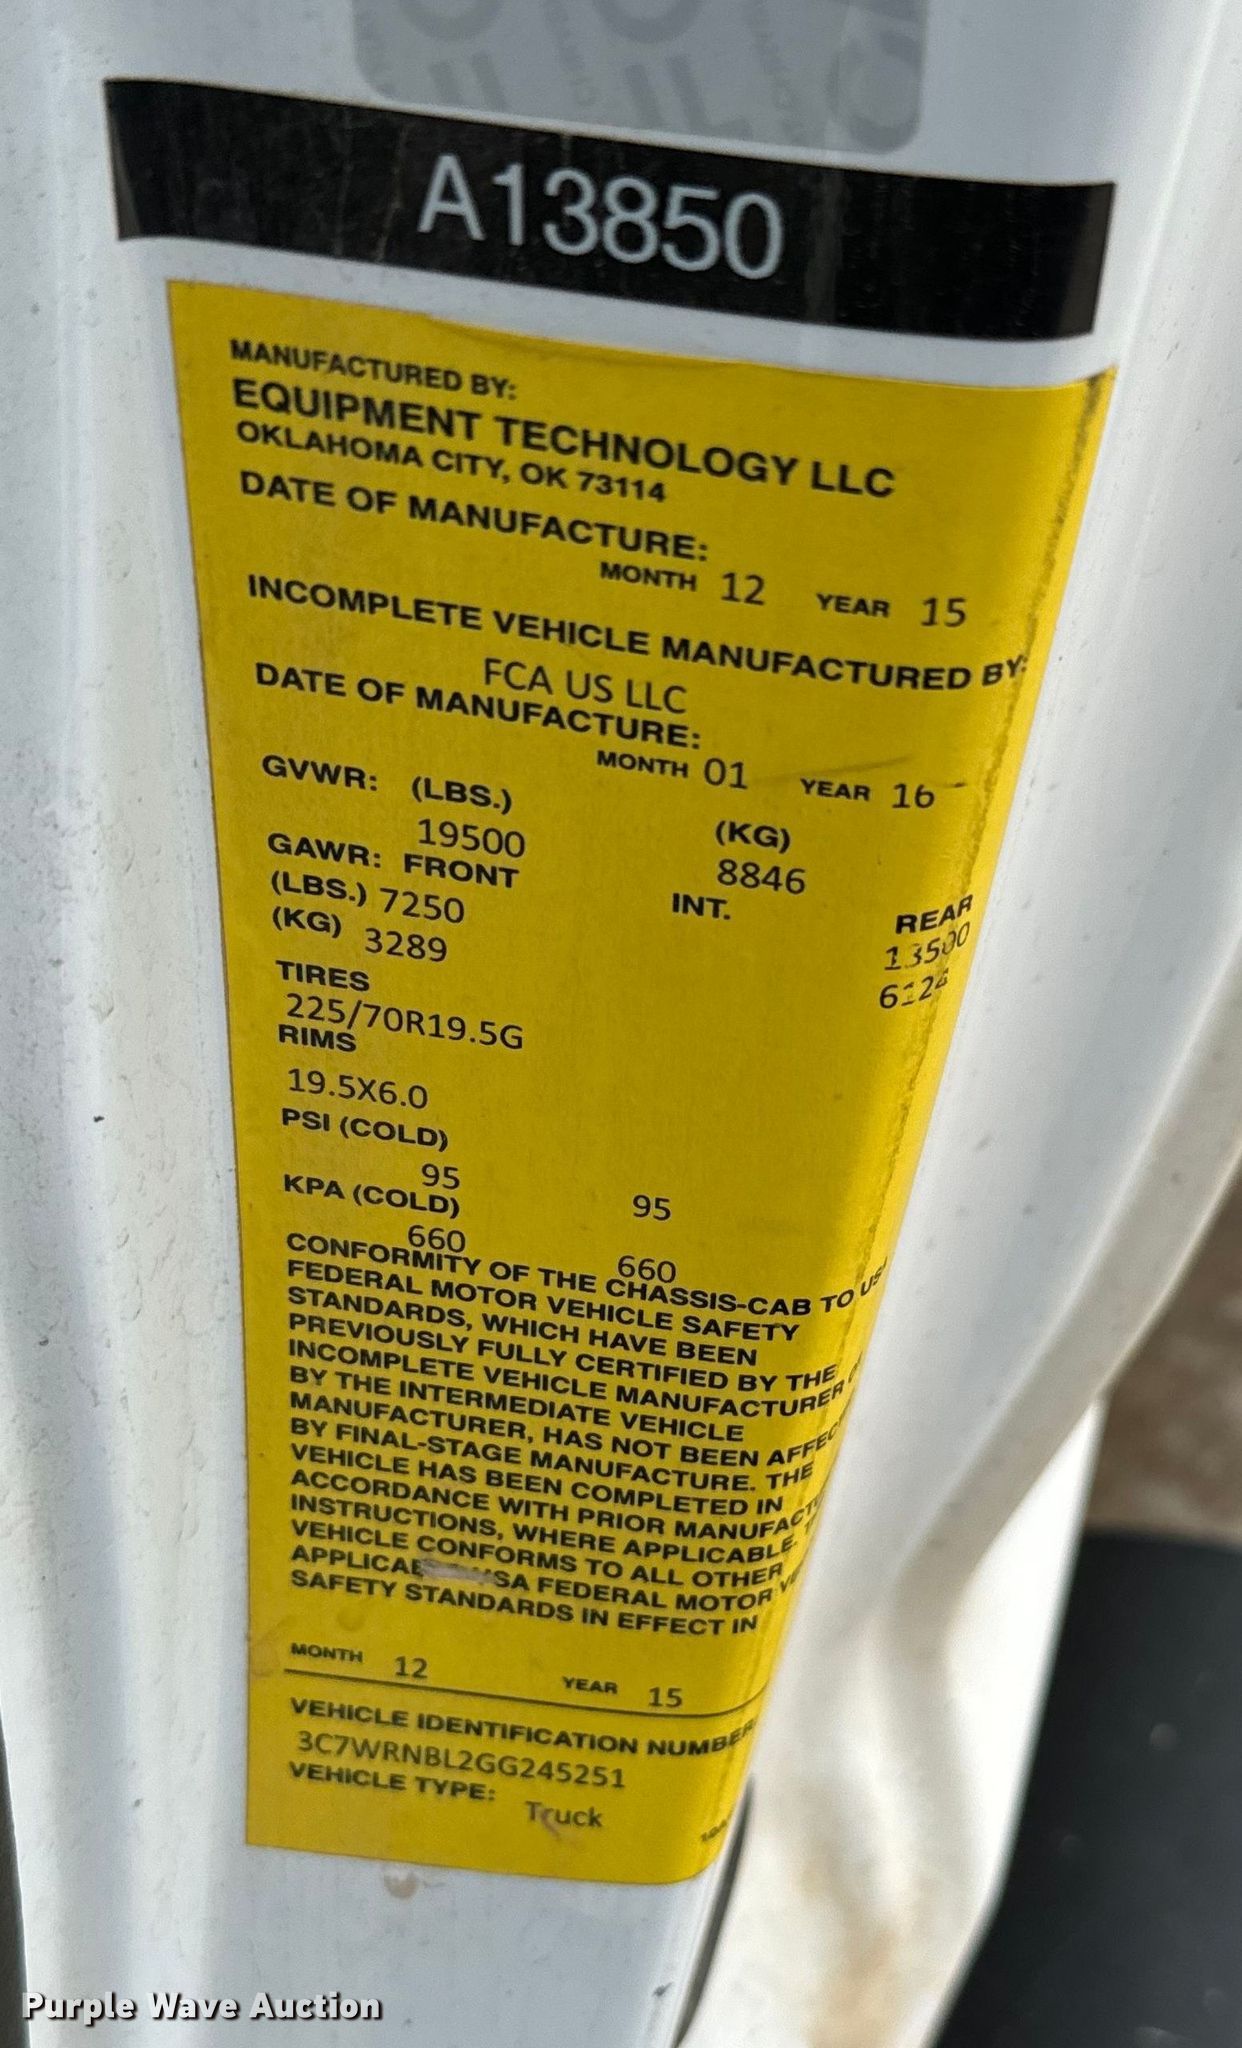 A13850
MANUFACTURED BY:
EQUIPMENT TECHNOLOGY LLC
OKLAHOMA CITY, OK 73114
DATE OF MANUFACTURE:
MONTH 12 YEAR 15
INCOMPLETE VEHICLE MANUFACTURED BY:
FCA US LLC
DATE OF MANUFACTURE:
MONTH 01 YEAR 16
GVWR: (LBS.) (KG)
19500 8846
GAWR: FRONT INT. REAR
(LBS.) 7250 13500
(KG) 3289 6124
TIRES
225/70R19.5G
RIMS
19.5X6.0
PSI (COLD)
95 95
KPA (COLD)
660 660
CONFORMITY OF THE CHASSIS-CAB TO
FEDERAL MOTOR VEHICLE SAFETY
STANDARDS, WHICH HAVE BEEN
PREVIOUSLY FULLY CERTIFIED BY THE
INCOMPLETE VEHICLE MANUFACTURER
BY THE INTERMEDIATE VEHICLE
MANUFACTURER, HAS NOT BEEN
BY FINAL-STAGE MANUFACTURE. THE
VEHICLE HAS BEEN COMPLETED IN
ACCORDANCE WITH PRIOR
INSTRUCTIONS, WHERE APPLICABLE.
VEHICLE CONFORMS TO ALL OTHER
FEDERAL MOTOR
SAFETY STANDARDS IN EFFECT IN
MONTH 12 YEAR 15
VEHICLE IDENTIFICATION NUMBER
3C7WRNBL2GG245251
VEHICLE TYPE:
Truck
Purple Wave Auction